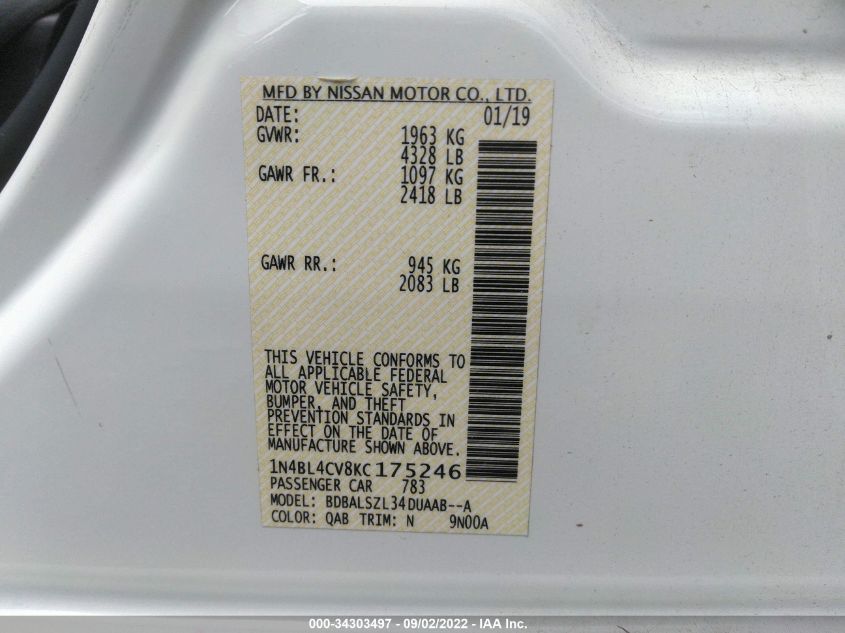 MFD BY NISSAN MOTOR CO., LTD.
DATE: 01/19
GVWR: 1963 KG
4328 LB
GAWR FR.: 1097 KG
2418 LB
GAWR RR.: 945 KG
2083 LB
THIS VEHICLE CONFORMS TO
ALL APPLICABLE FEDERAL
MOTOR VEHICLE SAFETY,
BUMPER, AND THEFT
PREVENTION STANDARDS IN
EFFECT ON THE DATE OF
MANUFACTURE SHOWN ABOVE.
1N4BL4CV8KC175246
PASSENGER CAR 783
MODEL: BDBALSZL34DUAAB--A
COLOR: QAB TRIM: N 9N00A
000-34303497 - 09/02/2022 - IAA Inc.